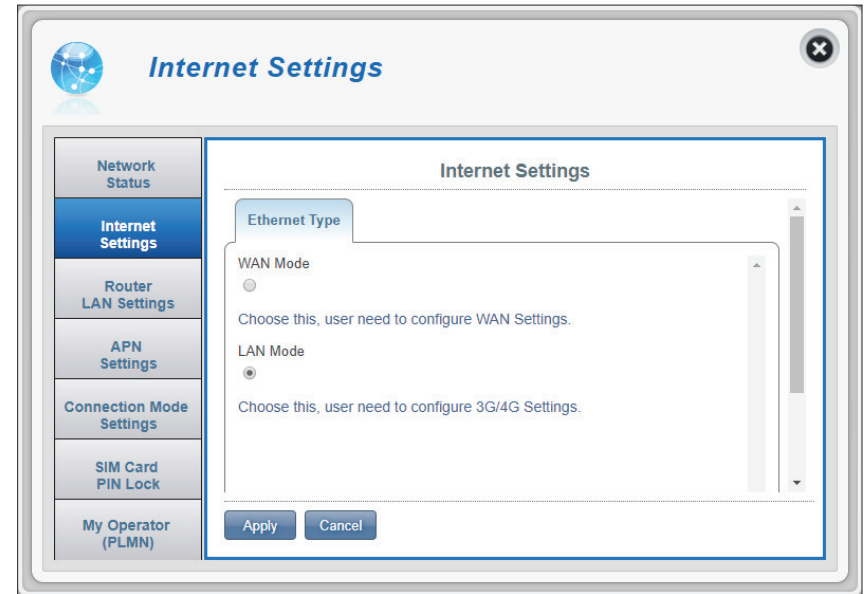 Internet Settings
Network
Status
Internet
Settings
Router
LAN Settings
APN
Settings
Connection Mode
Settings
SIM Card
PIN Lock
My Operator
(PLMN)
Internet Settings
Ethernet Type
WAN Mode
Choose this, user need to configure WAN Settings.
LAN Mode
Choose this, user need to configure 3G/4G Settings.
Apply
Cancel